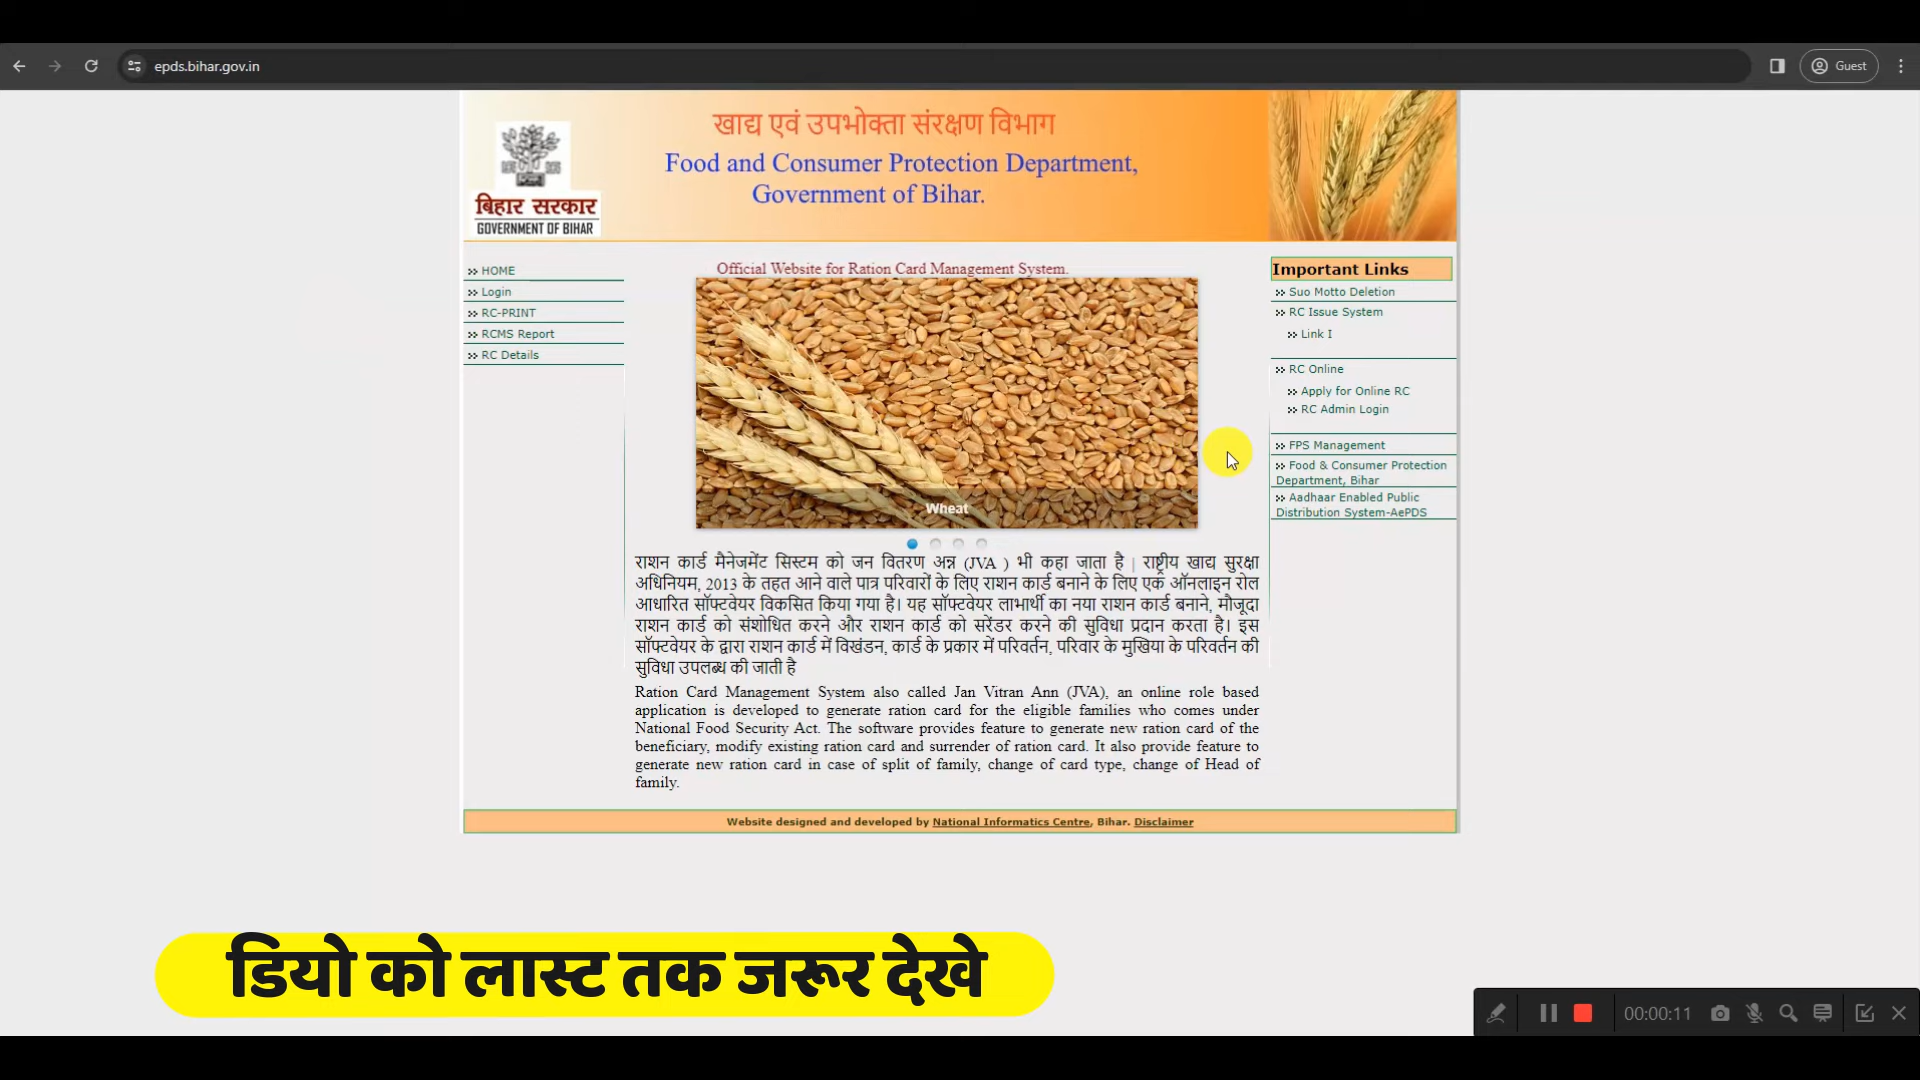 epds.bihar.gov.in
Guest
खाद्य एवं उपभोक्ता संरक्षण विभाग
Food and Consumer Protection Department,
Government of Bihar.
बिहार सरकार
GOVERNMENT OF BIHAR
HOME
Login
RC-PRINT
RCMS Report
RC Details
Official Website for Ration Card Management System.
Wheat
राशन कार्ड मैनेजमेंट सिस्टम को जन वितरण अन्न (JVA ) भी कहा जाता है | राष्ट्रीय खाद्य सुरक्षा
अधिनियम, 2013 के तहत आने वाले पात्र परिवारों के लिए राशन कार्ड बनाने के लिए एक ऑनलाइन रोल
आधारित सॉफ्टवेयर विकसित किया गया है। यह सॉफ्टवेयर लाभार्थी का नया राशन कार्ड बनाने, मौजूदा
राशन कार्ड को संशोधित करने और राशन कार्ड को सरेंडर करने की सुविधा प्रदान करता है। इस
सॉफ्टवेयर के द्वारा राशन कार्ड में विखंडन, कार्ड के प्रकार में परिवर्तन, परिवार के मुखिया के परिवर्तन की
सुविधा उपलब्ध की जाती है
Ration Card Management System also called Jan Vitran Ann (JVA), an online role based
application is developed to generate ration card for the eligible families who comes under
National Food Security Act. The software provides feature to generate new ration card of the
beneficiary, modify existing ration card and surrender of ration card. It also provide feature to
generate new ration card in case of split of family, change of card type, change of Head of
family.
Important Links
Suo Motto Deletion
RC Issue System
Link I
RC Online
Apply for Online RC
RC Admin Login
FPS Management
Food & Consumer Protection
Department, Bihar
Aadhaar Enabled Public
Distribution System-AePDS
Website designed and developed by National Informatics Centre, Bihar. Disclaimer
डियो को लास्ट तक जरूर देखे
00:00:11